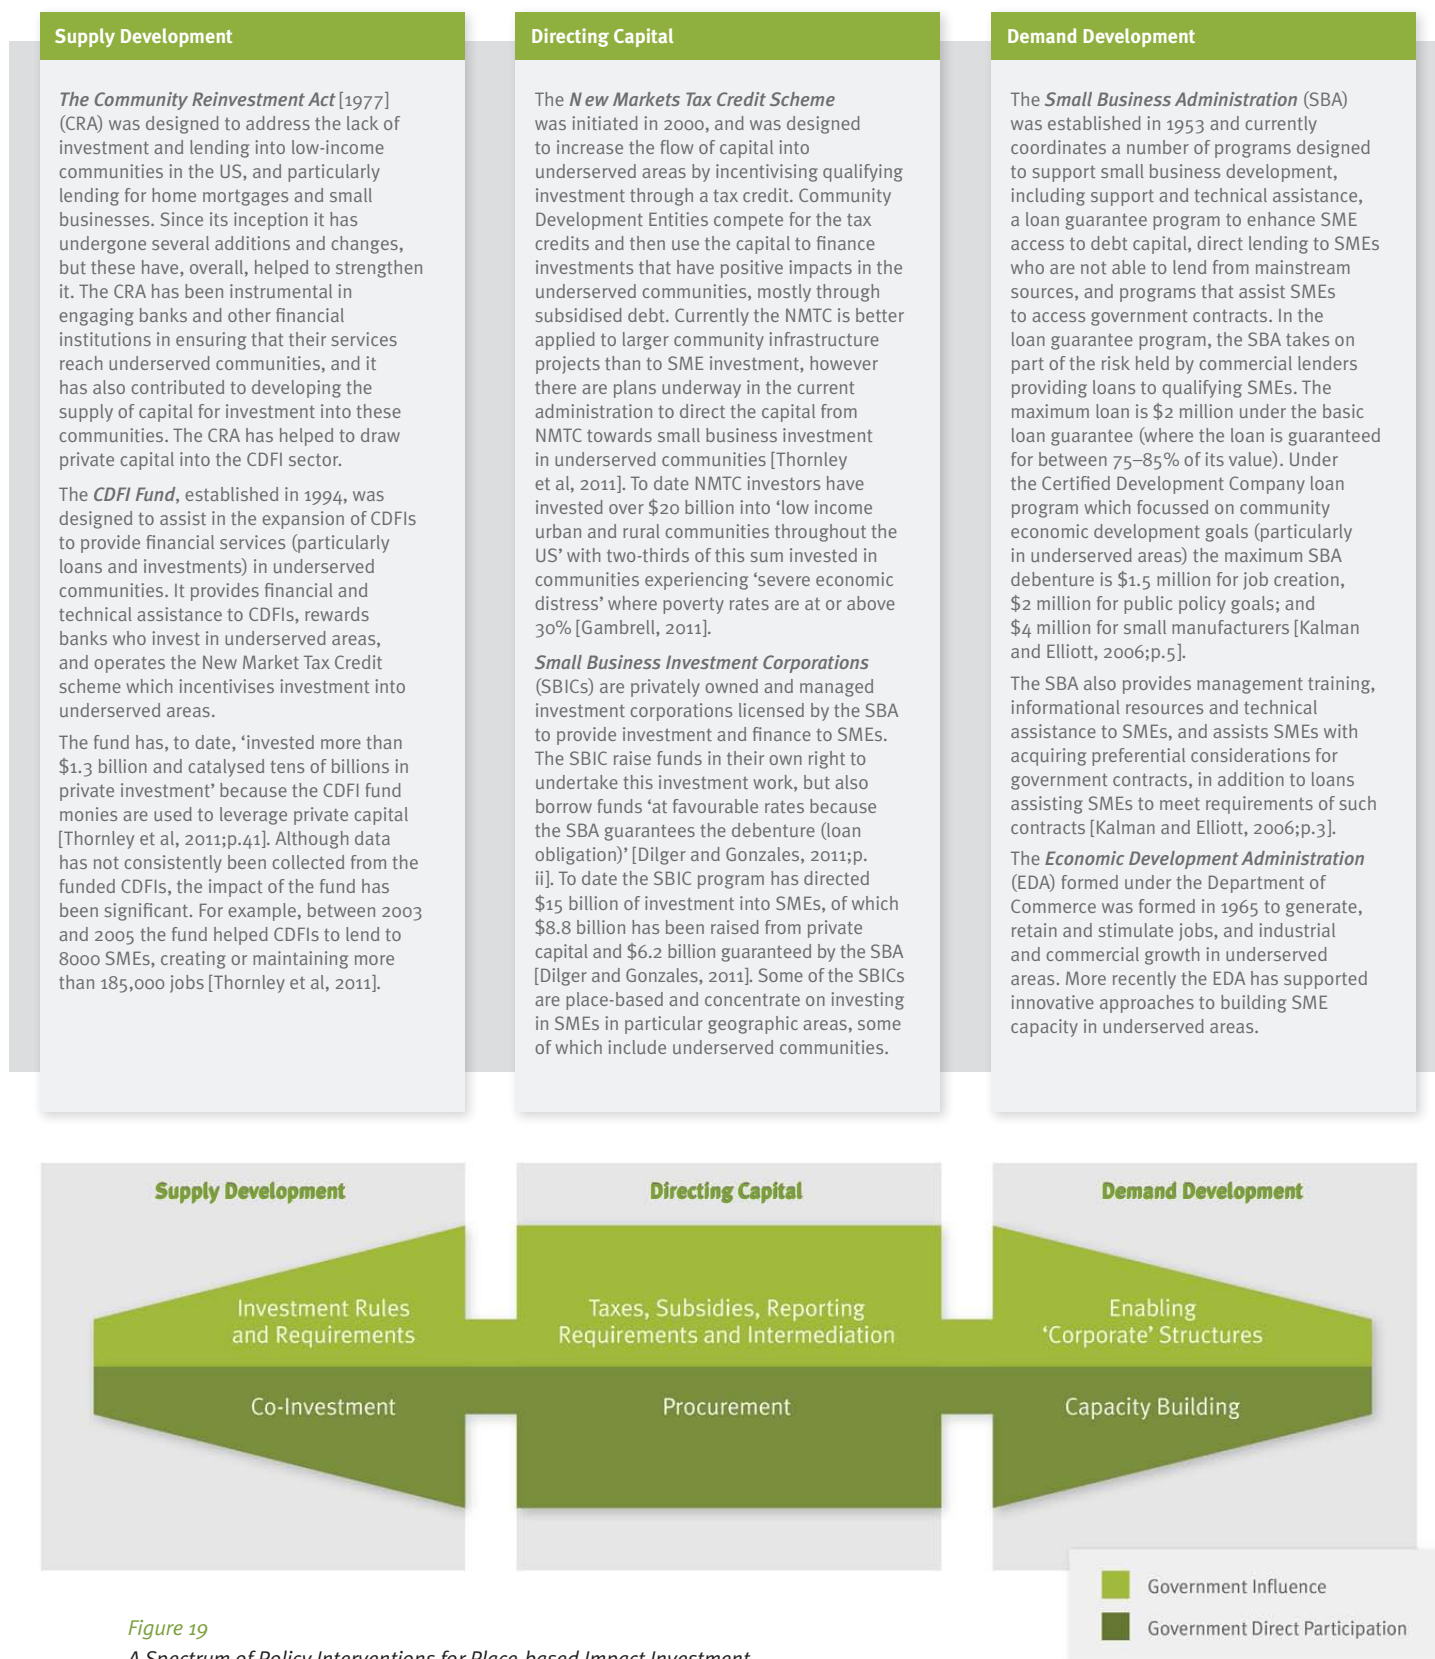 Supply Development
The Community Reinvestment Act [1977]
(CRA) was designed to address the lack of
investment and lending into low-income
communities in the US, and particularly
lending for home mortgages and small
businesses. Since its inception it has
undergone several additions and changes,
but these have, overall, helped to strengthen
it. The CRA has been instrumental in
engaging banks and other financial
institutions in ensuring that their services
reach underserved communities, and it
has also contributed to developing the
supply of capital for investment into these
communities. The CRA has helped to draw
private capital into the CDFI sector.
The CDFI Fund, established in 1994, was
designed to assist in the expansion of CDFIs
to provide financial services (particularly
loans and investments) in underserved
communities. It provides financial and
technical assistance to CDFIs, rewards
banks who invest in underserved areas,
and operates the New Market Tax Credit
scheme which incentivises investment into
underserved areas.
The fund has, to date, ‘invested more than
$1.3 billion and catalysed tens of billions in
private investment’ because the CDFI fund
monies are used to leverage private capital
[Thornley et al, 2011;p.41]. Although data
has not consistently been collected from the
funded CDFIs, the impact of the fund has
been significant. For example, between 2003
and 2005 the fund helped CDFIs to lend to
8000 SMEs, creating or maintaining more
than 185,000 jobs [Thornley et al, 2011].
Directing Capital
The New Markets Tax Credit Scheme
was initiated in 2000, and was designed
to increase the flow of capital into
underserved areas by incentivising qualifying
investment through a tax credit. Community
Development Entities compete for the tax
credits and then use the capital to finance
investments that have positive impacts in the
underserved communities, mostly through
subsidised debt. Currently the NMTC is better
applied to larger community infrastructure
projects than to SME investment, however
there are plans underway in the current
administration to direct the capital from
NMTC towards small business investment
in underserved communities [Thornley
et al, 2011]. To date NMTC investors have
invested over $20 billion into ‘low income
urban and rural communities throughout the
US’ with two-thirds of this sum invested in
communities experiencing ‘severe economic
distress’ where poverty rates are at or above
30% [Gambrell, 2011].
Small Business Investment Corporations
(SBICs) are privately owned and managed
investment corporations licensed by the SBA
to provide investment and finance to SMEs.
The SBIC raise funds in their own right to
undertake this investment work, but also
borrow funds ‘at favourable rates because
the SBA guarantees the debenture (loan
obligation)’ [Dilger and Gonzales, 2011;p.
ii]. To date the SBIC program has directed
$15 billion of investment into SMEs, of which
$8.8 billion has been raised from private
capital and $6.2 billion guaranteed by the SBA
[Dilger and Gonzales, 2011]. Some of the SBICs
are place-based and concentrate on investing
in SMEs in particular geographic areas, some
of which include underserved communities.
Demand Development
The Small Business Administration (SBA)
was established in 1953 and currently
coordinates a number of programs designed
to support small business development,
including support and technical assistance,
a loan guarantee program to enhance SME
access to debt capital, direct lending to SMEs
who are not able to lend from mainstream
sources, and programs that assist SMEs
to access government contracts. In the
loan guarantee program, the SBA takes on
part of the risk held by commercial lenders
providing loans to qualifying SMEs. The
maximum loan is $2 million under the basic
loan guarantee (where the loan is guaranteed
for between 75–85% of its value). Under
the Certified Development Company loan
program which focussed on community
economic development goals (particularly
in underserved areas) the maximum SBA
debenture is $1.5 million for job creation,
$2 million for public policy goals; and
$4 million for small manufacturers [Kalman
and Elliott, 2006;p.5].
The SBA also provides management training,
informational resources and technical
assistance to SMEs, and assists SMEs with
acquiring preferential considerations for
government contracts, in addition to loans
assisting SMEs to meet requirements of such
contracts [Kalman and Elliott, 2006;p.3].
The Economic Development Administration
(EDA) formed under the Department of
Commerce was formed in 1965 to generate,
retain and stimulate jobs, and industrial
and commercial growth in underserved
areas. More recently the EDA has supported
innovative approaches to building SME
capacity in underserved areas.
Supply Development
Directing Capital
Demand Development
Investment Rules
and Requirements
Taxes, Subsidies, Reporting
Requirements and Intermediation
Enabling
‘Corporate’ Structures
Co-Investment
Procurement
Capacity Building
Government Influence
Government Direct Participation
Figure 19
A Spectrum of Policy Interventions for Place-based Impact Investment